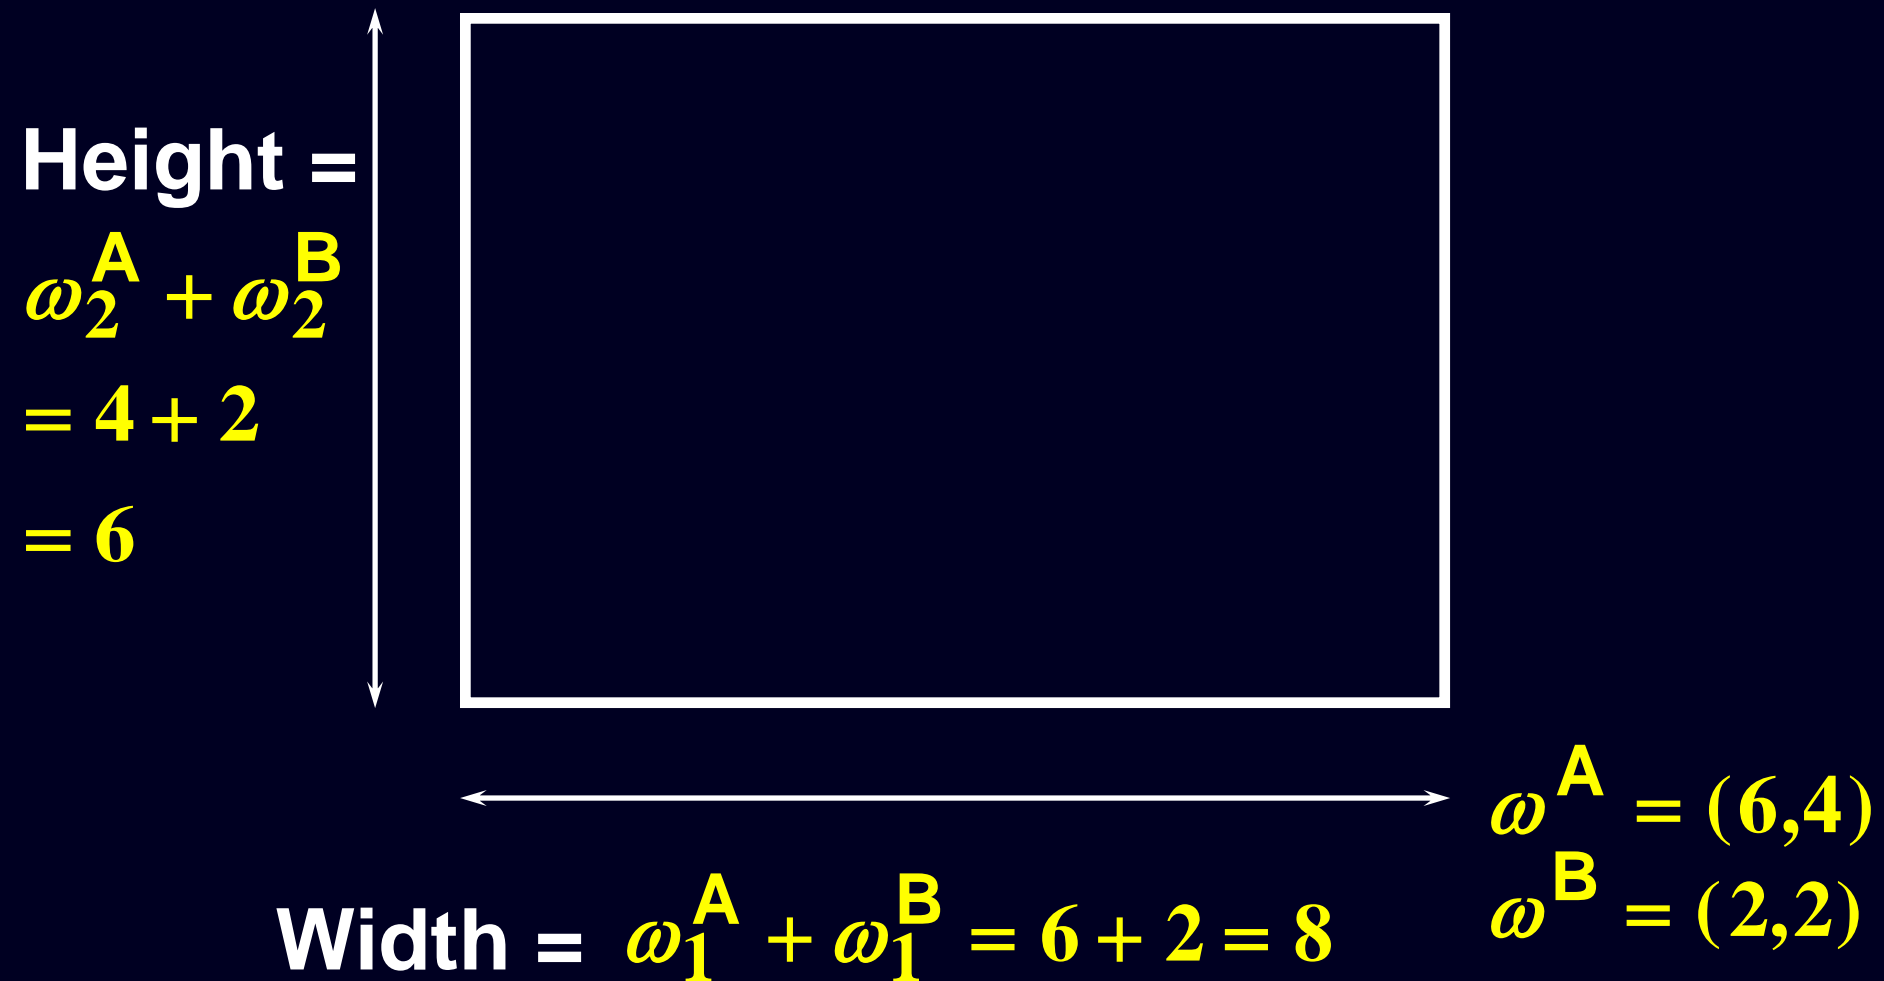 Height =
ω₂ᴬ + ω₂ᴮ
= 4 + 2
= 6
ωᴬ = (6,4)
ωᴮ = (2,2)
Width = ω₁ᴬ + ω₁ᴮ = 6 + 2 = 8